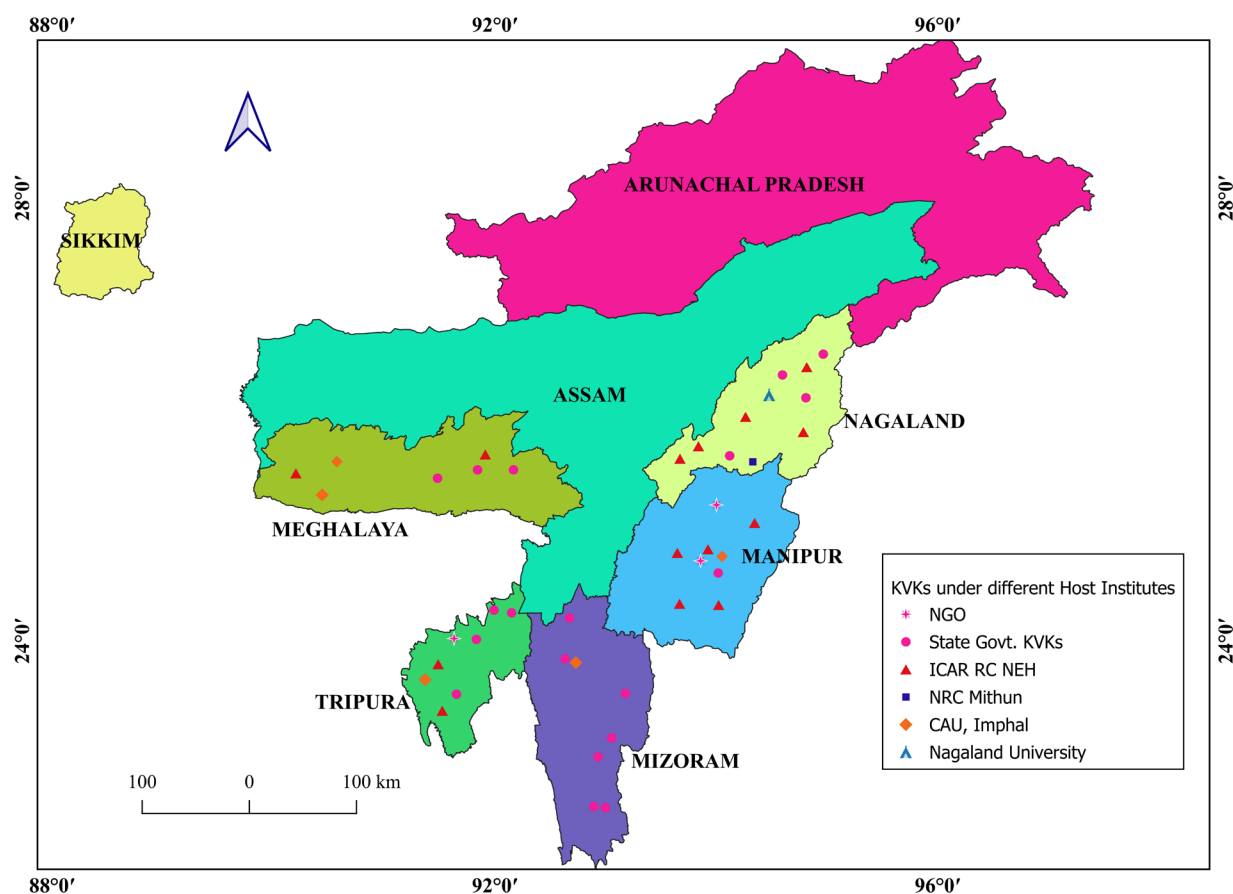 88°0′ 92°0′ 96°0′
28°0′
28°0′
ARUNACHAL PRADESH
SIKKIM
ASSAM
NAGALAND
MEGHALAYA
MANIPUR
KVKs under different Host Institutes
NGO
State Govt. KVKs
ICAR RC NEH
NRC Mithun
CAU, Imphal
Nagaland University
24°0′
24°0′
TRIPURA
MIZORAM
100 0 100 km
88°0′ 92°0′ 96°0′